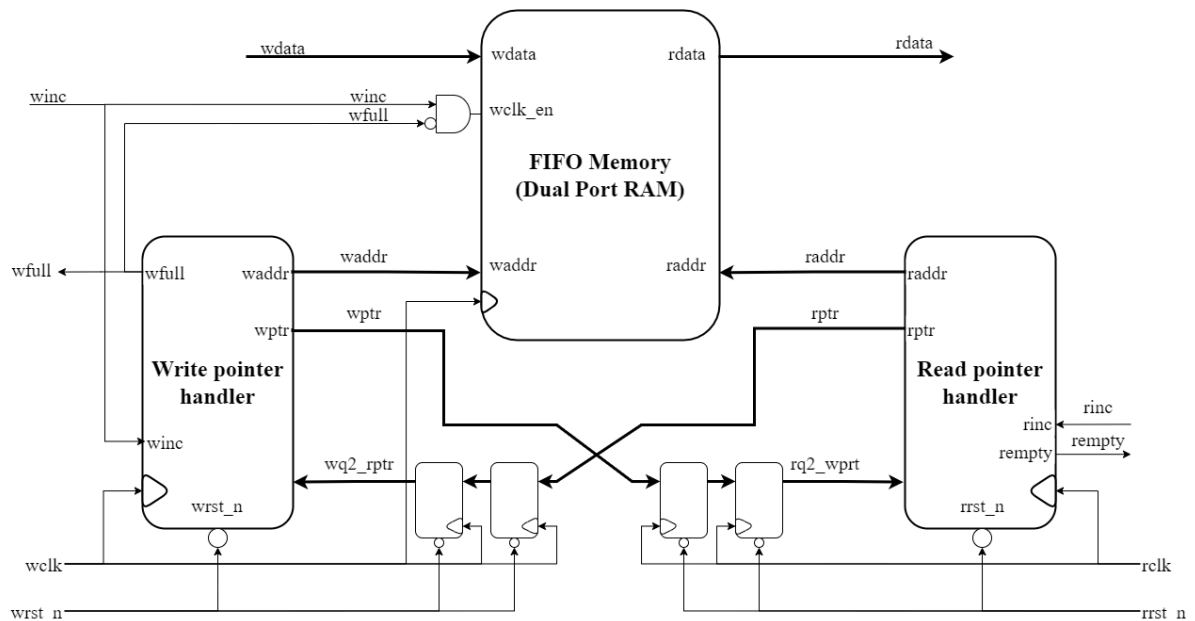 wdata
rdata
wdata
rdata
winc
winc
wfull
wclk_en
FIFO Memory
(Dual Port RAM)
wfull
wfull
waddr
waddr
waddr
raddr
raddr
raddr
wptr
wptr
rptr
rptr
Write pointer
handler
Read pointer
handler
rinc
rinc
rempty
rempty
winc
wq2_rptr
rq2_wprt
wrst_n
rrst_n
wclk
rclk
wrst_n
rrst_n